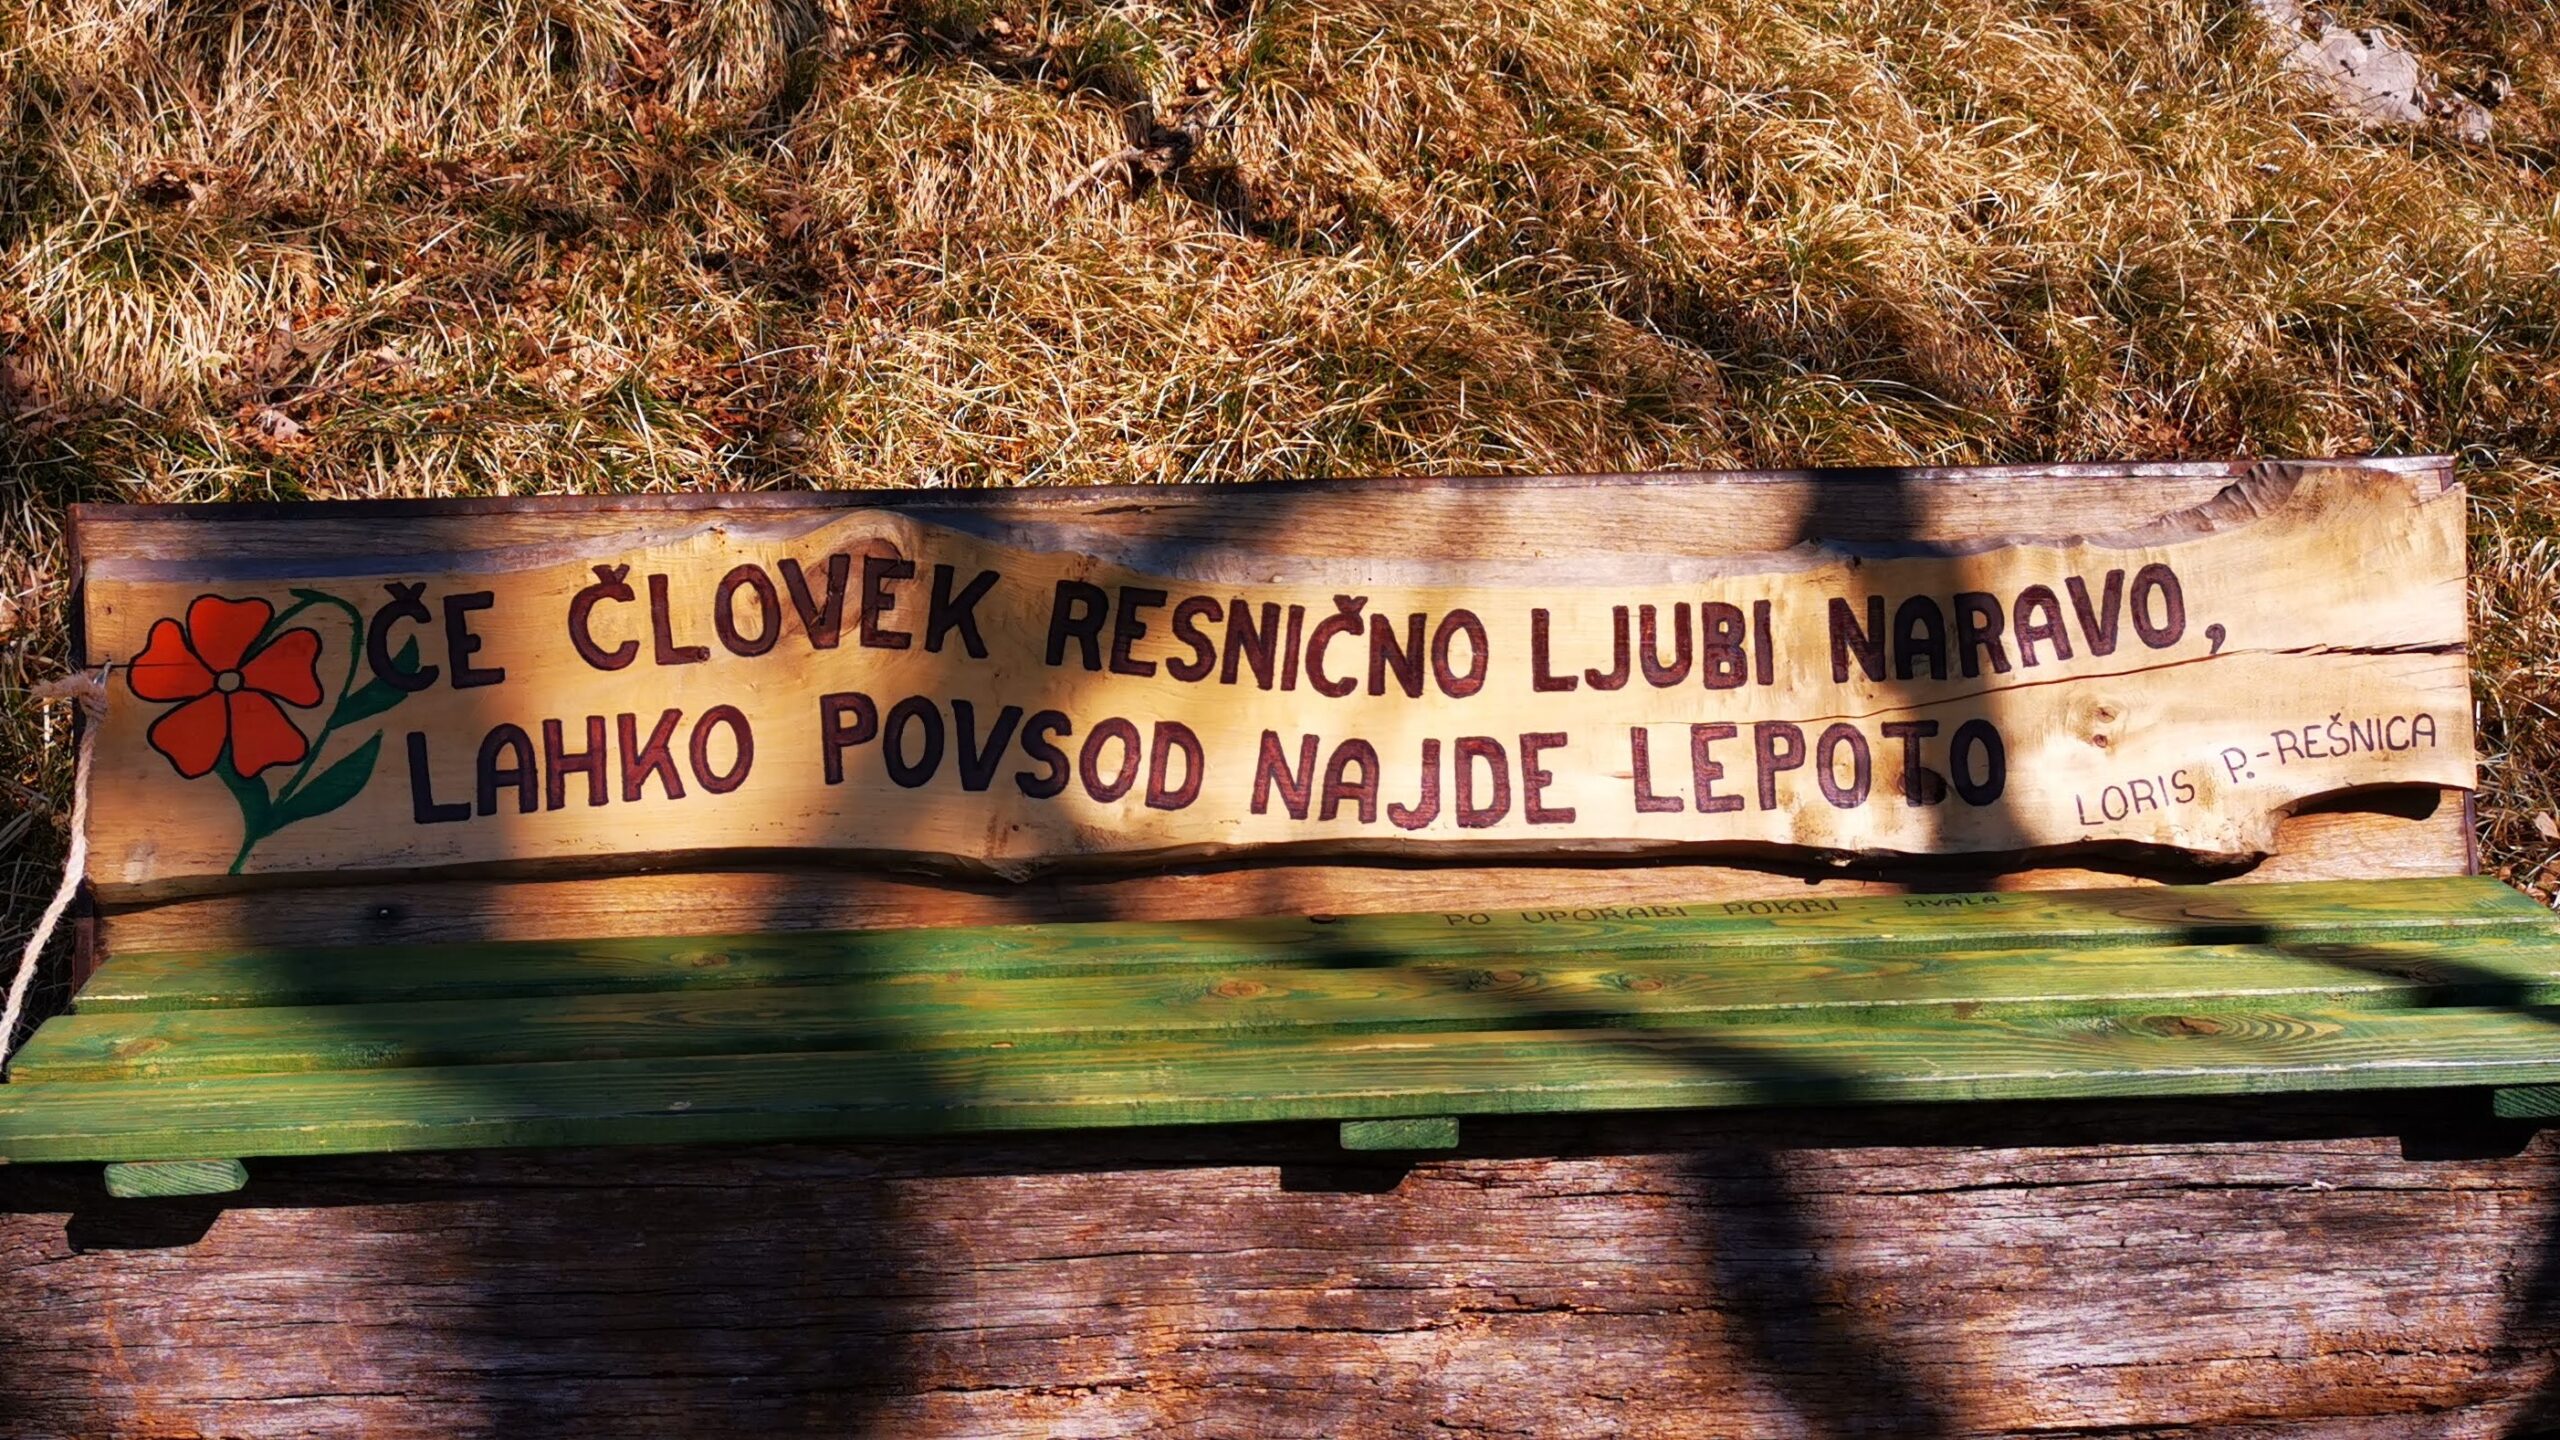 ČE ČLOVEK RESNIČNO LJUBI NARAVO,
LAHKO POVSOD NAJDE LEPOTO
LORIS P.-REŠNICA
PO UPORABI POKRI - HVALA